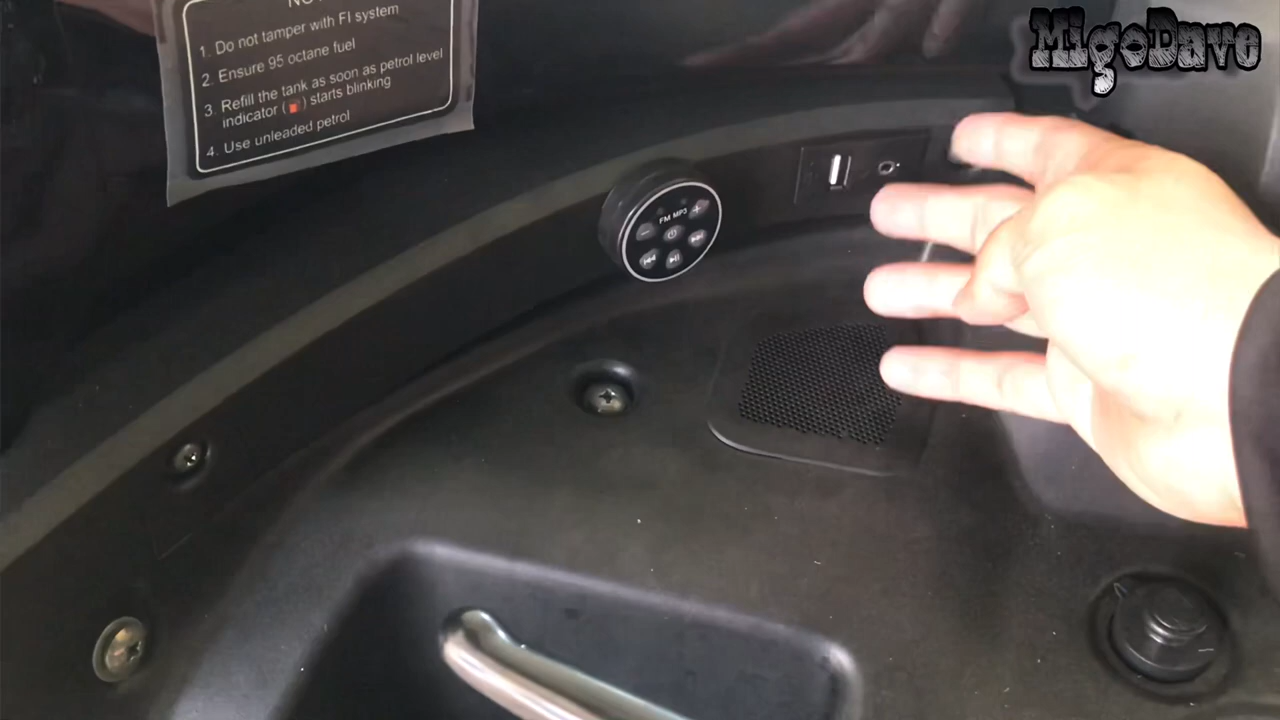 1. Do not tamper with FI system
2. Ensure 95 octane fuel
3. Refill the tank as soon as petrol level
indicator ( ) starts blinking
4. Use unleaded petrol
FM MP3
MigoDave